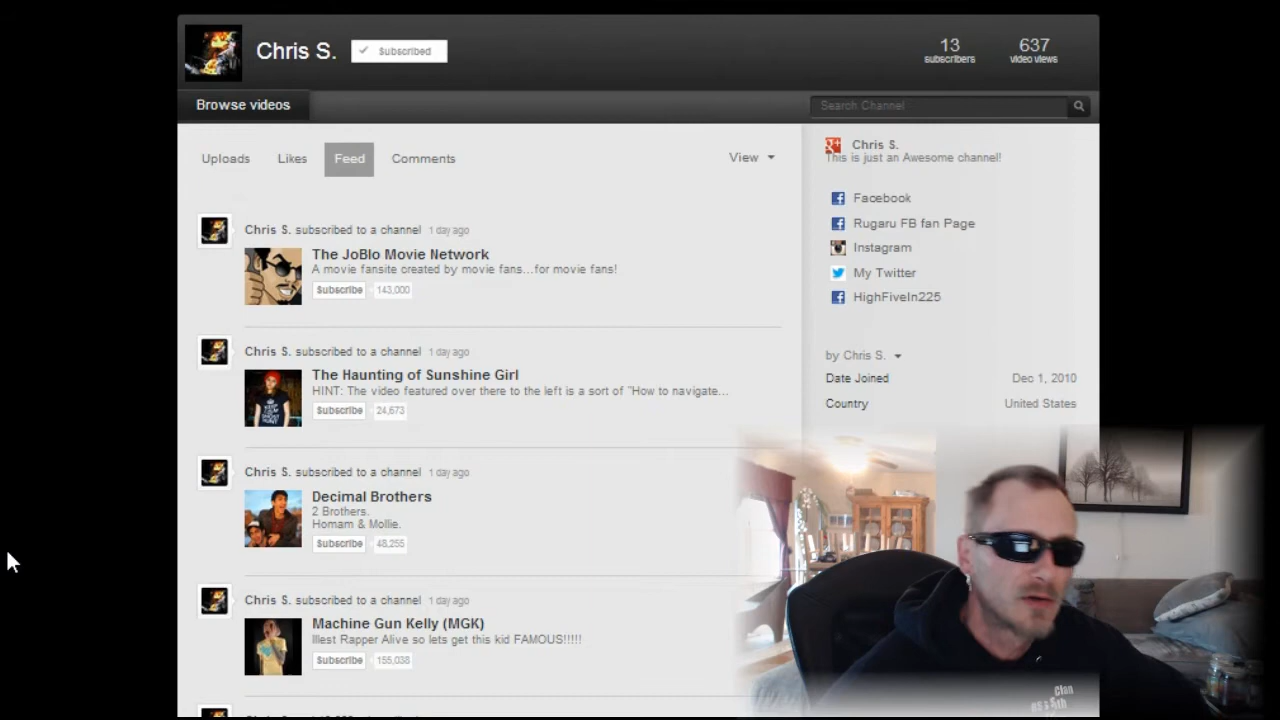 Chris S.
Subscribed
13
subscribers
637
video views
Browse videos
Search Channel
Uploads
Likes
Feed
Comments
View
Chris S. subscribed to a channel 1 day ago
The JoBlo Movie Network
A movie fansite created by movie fans...for movie fans!
Subscribe 143,000
Chris S. subscribed to a channel 1 day ago
The Haunting of Sunshine Girl
HINT: The video featured over there to the left is a sort of "How to navigate...
Subscribe 24,673
Chris S. subscribed to a channel 1 day ago
Decimal Brothers
2 Brothers.
Homam & Mollie.
Subscribe 48,255
Chris S. subscribed to a channel 1 day ago
Machine Gun Kelly (MGK)
Illest Rapper Alive so lets get this kid FAMOUS!!!!!
Subscribe 155,038
Chris S.
This is just an Awesome channel!
Facebook
Rugaru FB fan Page
Instagram
My Twitter
HighFiveIn225
by Chris S.
Date Joined Dec 1, 2010
Country United States